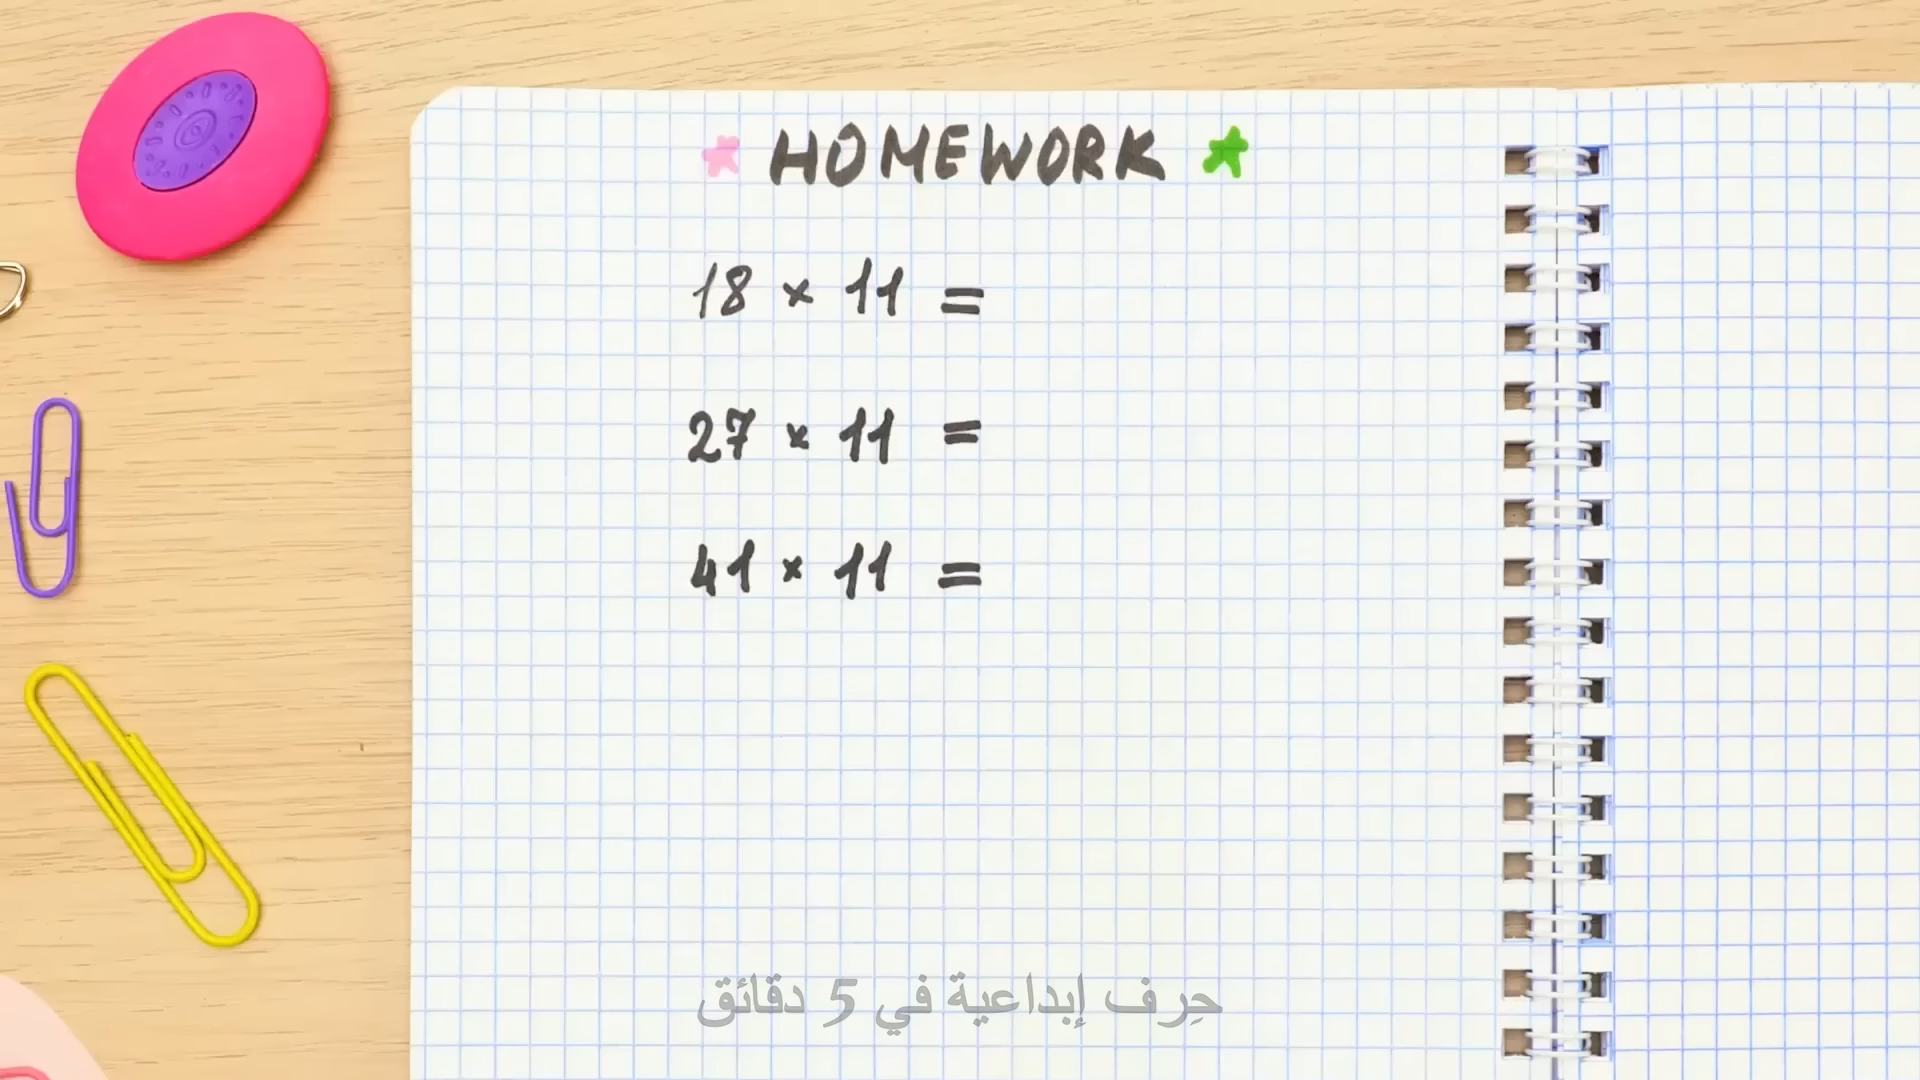 HOMEWORK
18 × 11 =
27 × 11 =
41 × 11 =
حِرف إبداعية في 5 دقائق